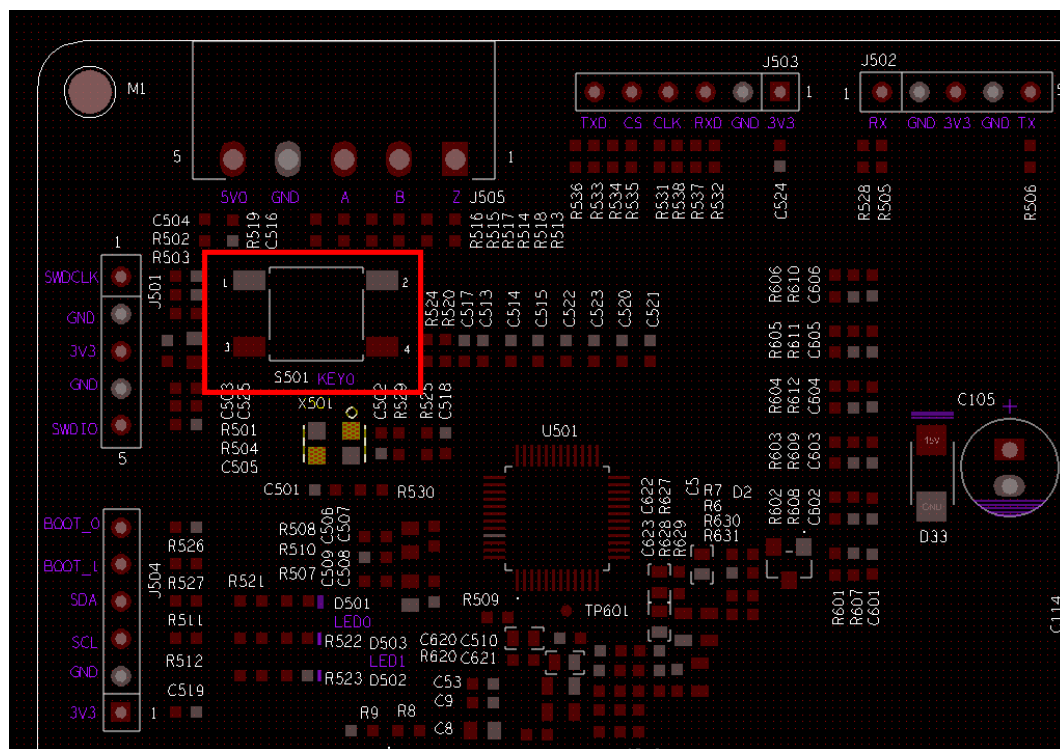 M1
J503
1
TXD CS CLK RXD GND 3V3
J502
1
RX GND 3V3 GND TX
5
1
J505
5V0 GND A B Z
R536
R533
R534
R535
R531
R538
R537
R532
C524
R528
R505
R506
C504
R502
R503
R519
C516
R516
R515
R517
R514
R518
R513
1
J501
SWDCLK
GND
3V3
GND
SWDIO
5
1
2
3
4
S501 KEY0
R524
R520
C517
C513
C514
C515
C522
C523
C520
C521
R606
R610
C606
R605
R611
C605
R604
R612
C604
R603
R609
C603
R602
R608
C602
R601
R607
C601
C503
C525
X501
C502
R529
R525
C518
R501
R504
C505
C501
R530
U501
C105
+
15V
GND
D33
C114
C622
R627
C623
R628
R629
C5
R7
R6
R630
R631
D2
BOOT_0
BOOT_1
SDA
SCL
GND
3V3
1
J504
R526
R527
R511
R512
C519
R508
R510
R507
C506
C507
C509
C508
R521
D501
LED0
R522
D503
LED1
R523
D502
R509
TP601
C620
C510
R620
C621
C53
C9
C8
R9
R8